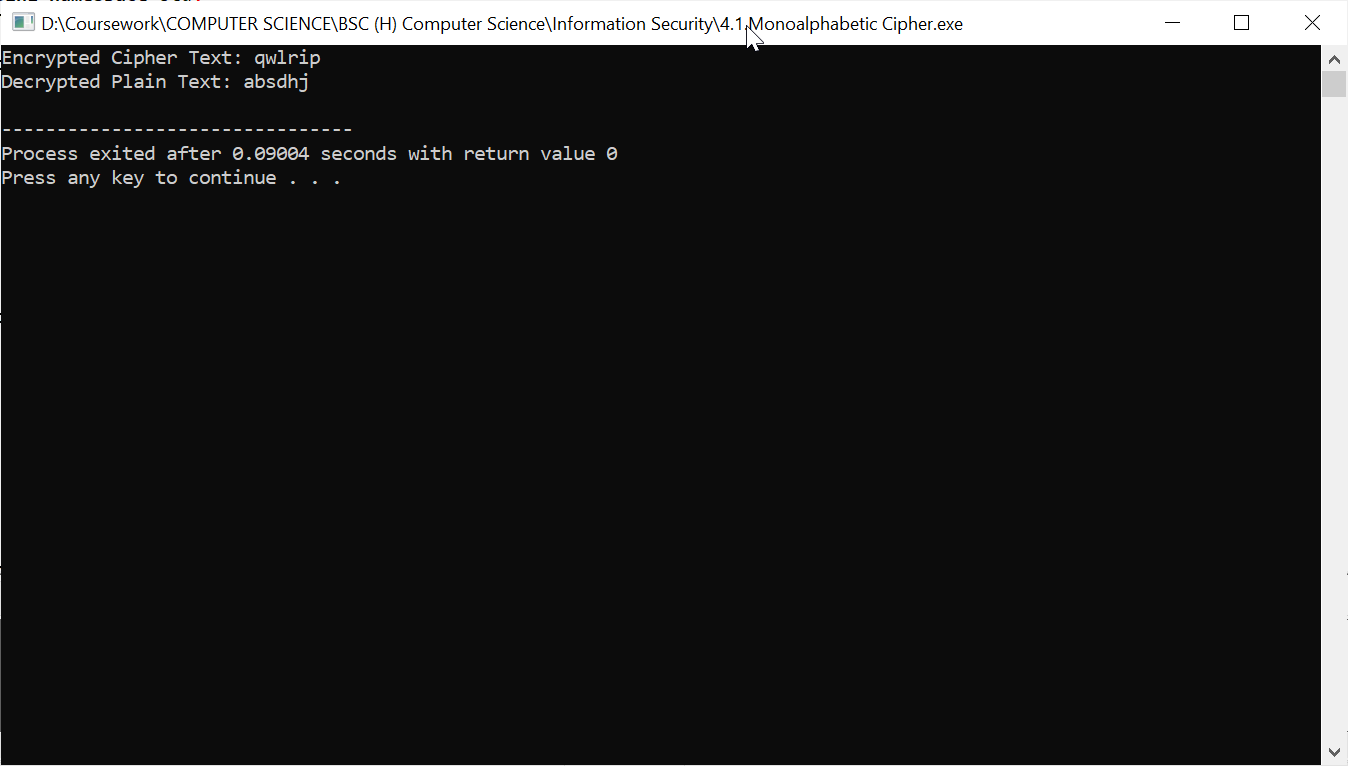 D:\Coursework\COMPUTER SCIENCE\BSC (H) Computer Science\Information Security\4.1 Monoalphabetic Cipher.exe
Encrypted Cipher Text: qwlrip
Decrypted Plain Text: absdhj
--------------------------------
Process exited after 0.09004 seconds with return value 0
Press any key to continue . . .